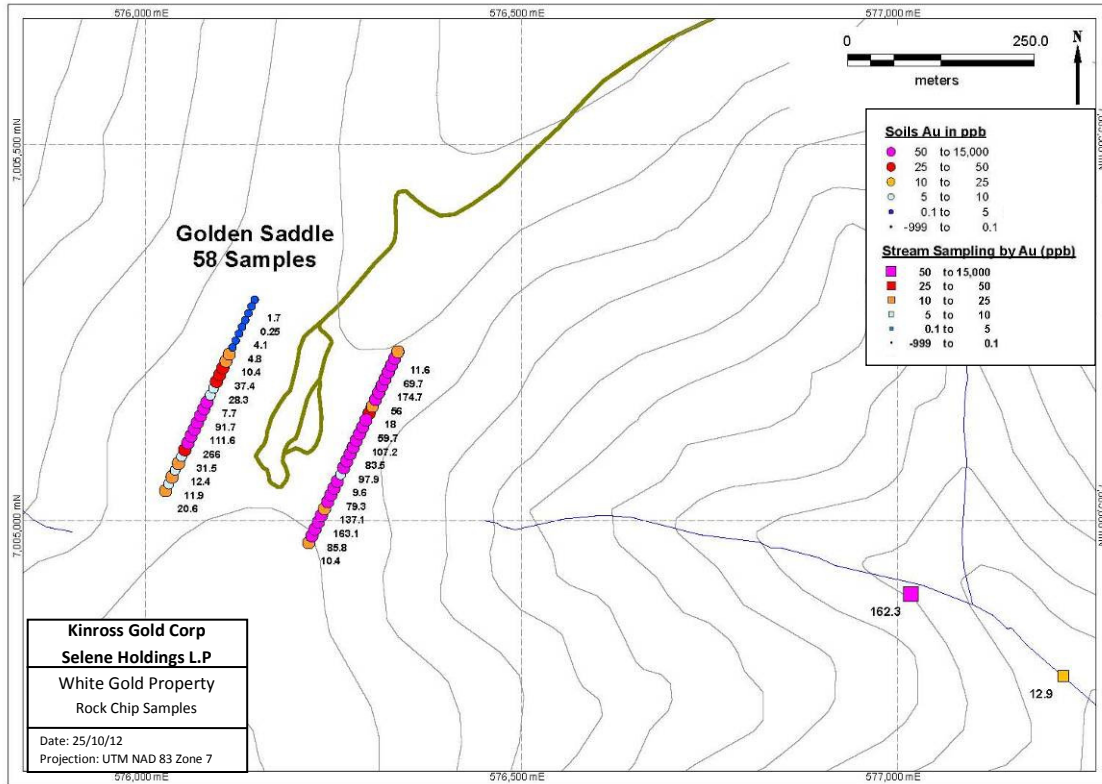 576,000 mE
576,500 mE
577,000 mE
0 250.0
meters
N
7,005,500 mN
Soils Au in ppb
50 to 15,000
25 to 50
10 to 25
5 to 10
0.1 to 5
-999 to 0.1
Stream Sampling by Au (ppb)
50 to 15,000
25 to 50
10 to 25
5 to 10
0.1 to 5
-999 to 0.1
Golden Saddle
58 Samples
1.7
0.25
4.1
4.8
10.4
37.4
28.3
7.7
91.7
111.6
266
31.5
12.4
11.9
20.6
11.6
69.7
174.7
56
18
59.7
107.2
83.5
97.9
9.6
79.3
137.1
163.1
85.8
10.4
7,005,000 mN
162.3
12.9
Kinross Gold Corp
Selene Holdings L.P
White Gold Property
Rock Chip Samples
Date: 25/10/12
Projection: UTM NAD 83 Zone 7
576,000 mE
576,500 mE
577,000 mE